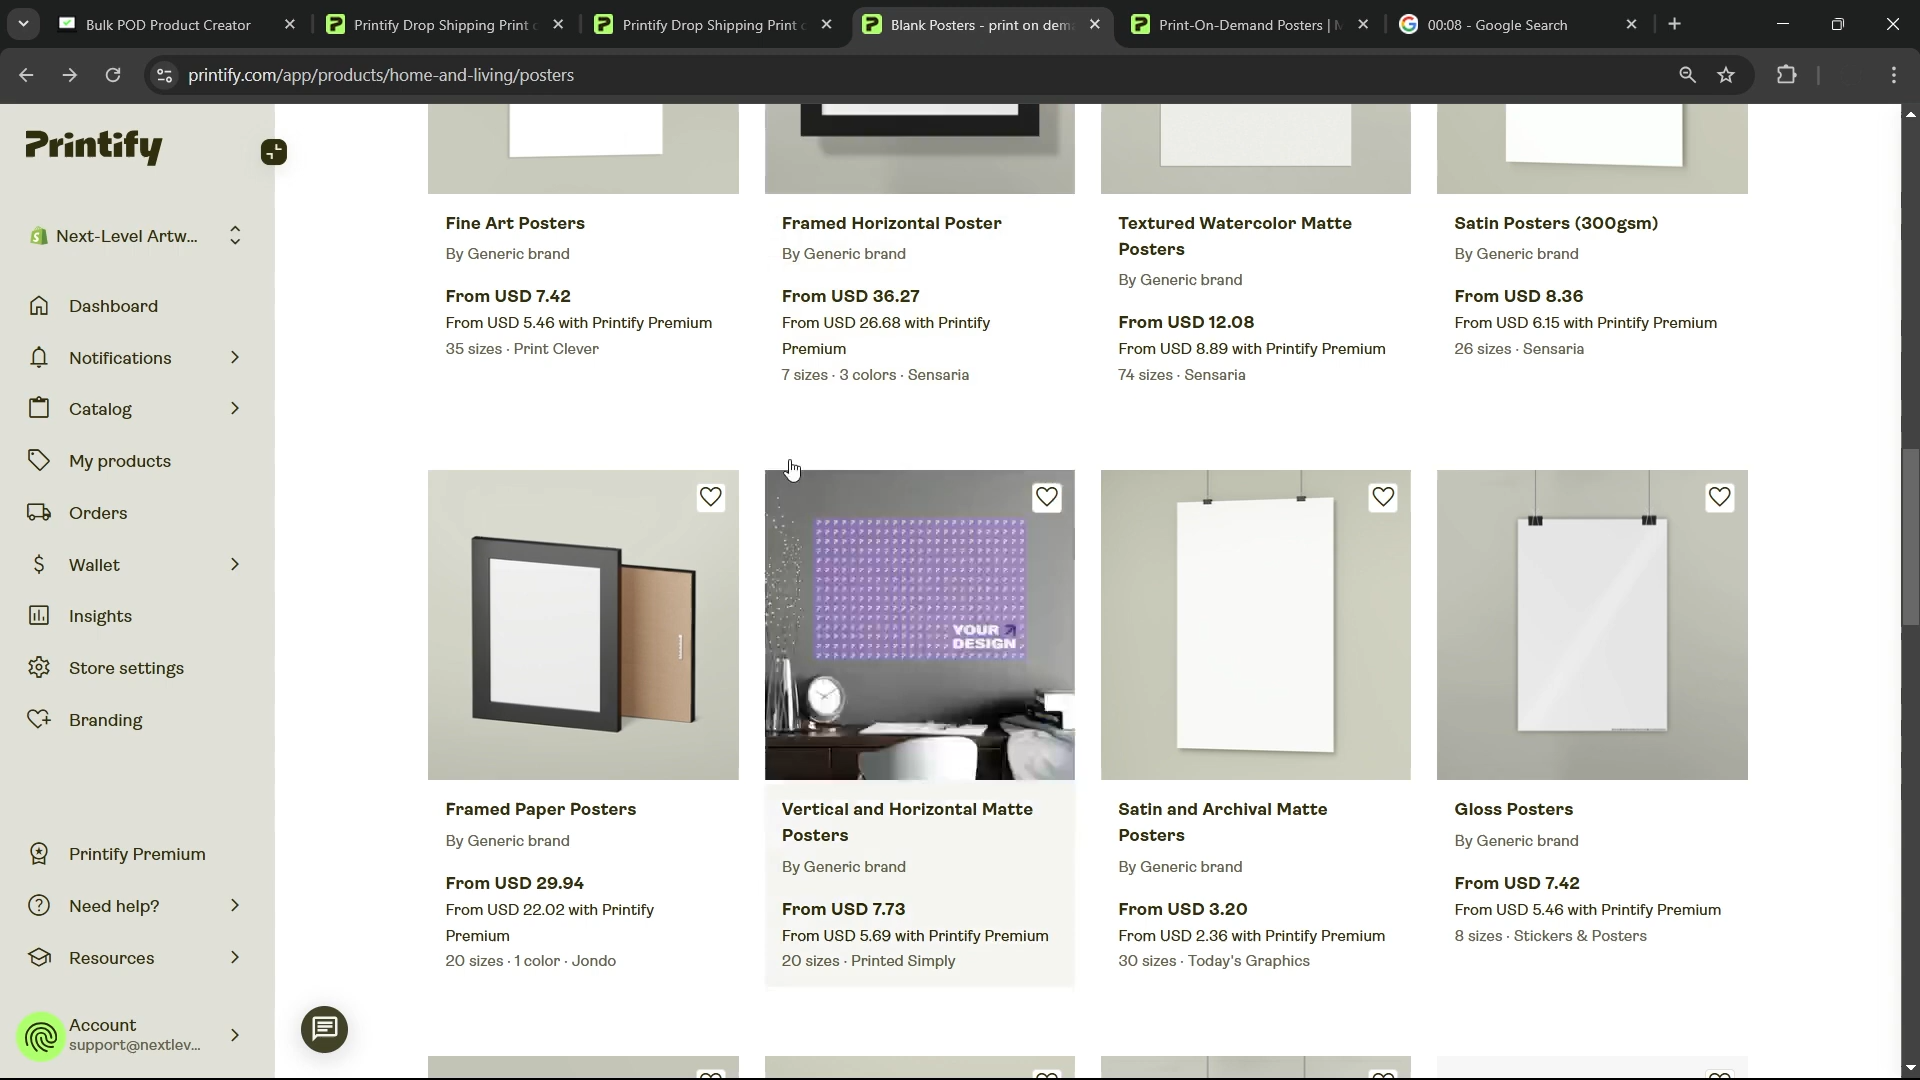 Bulk POD Product Creator
Printify Drop Shipping Print
Printify Drop Shipping Print
Blank Posters - print on dem
Print-On-Demand Posters |
00:08 - Google Search
printify.com/app/products/home-and-living/posters
Printify
Next-Level Artw...
Dashboard
Notifications
Catalog
My products
Orders
Wallet
Insights
Store settings
Branding
Printify Premium
Need help?
Resources
Account
support@nextlev...
Fine Art Posters
By Generic brand
From USD 7.42
From USD 5.46 with Printify Premium
35 sizes · Print Clever
Framed Horizontal Poster
By Generic brand
From USD 36.27
From USD 26.68 with Printify
Premium
7 sizes · 3 colors · Sensaria
Textured Watercolor Matte
Posters
By Generic brand
From USD 12.08
From USD 8.89 with Printify Premium
74 sizes · Sensaria
Satin Posters (300gsm)
By Generic brand
From USD 8.36
From USD 6.15 with Printify Premium
26 sizes · Sensaria
YOUR
DESIGN
Framed Paper Posters
By Generic brand
From USD 29.94
From USD 22.02 with Printify
Premium
20 sizes · 1 color · Jondo
Vertical and Horizontal Matte
Posters
By Generic brand
From USD 7.73
From USD 5.69 with Printify Premium
20 sizes · Printed Simply
Satin and Archival Matte
Posters
By Generic brand
From USD 3.20
From USD 2.36 with Printify Premium
30 sizes · Today's Graphics
Gloss Posters
By Generic brand
From USD 7.42
From USD 5.46 with Printify Premium
8 sizes · Stickers & Posters